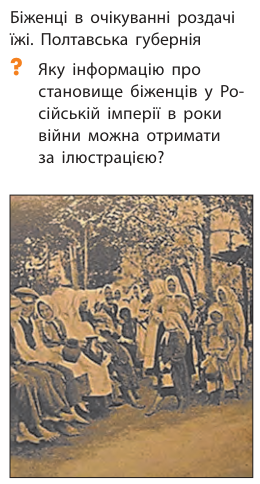 Біженці в очікуванні роздачі
їжі. Полтавська губернія
? Яку інформацію про
становище біженців у Ро-
сійській імперії в роки
війни можна отримати
за ілюстрацією?